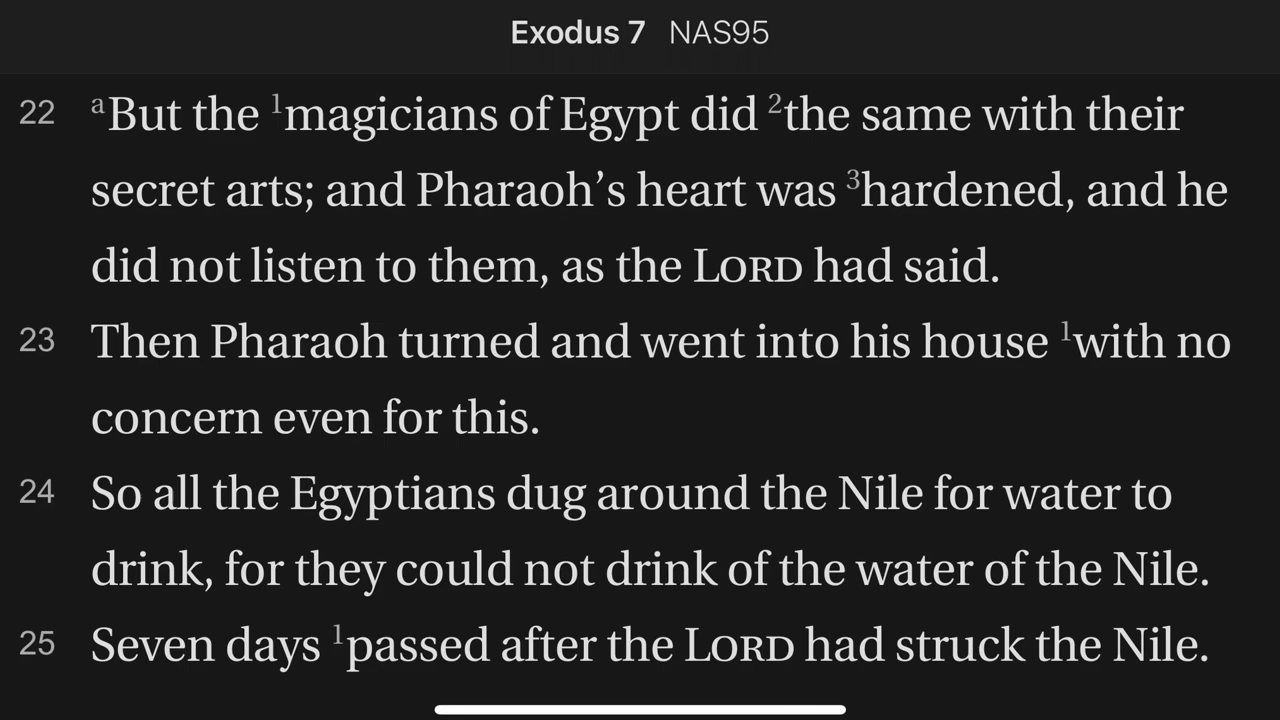 Exodus 7 NAS95
22 aBut the 1magicians of Egypt did 2the same with their
secret arts; and Pharaoh’s heart was 3hardened, and he
did not listen to them, as the LORD had said.
23 Then Pharaoh turned and went into his house 1with no
concern even for this.
24 So all the Egyptians dug around the Nile for water to
drink, for they could not drink of the water of the Nile.
25 Seven days 1passed after the LORD had struck the Nile.